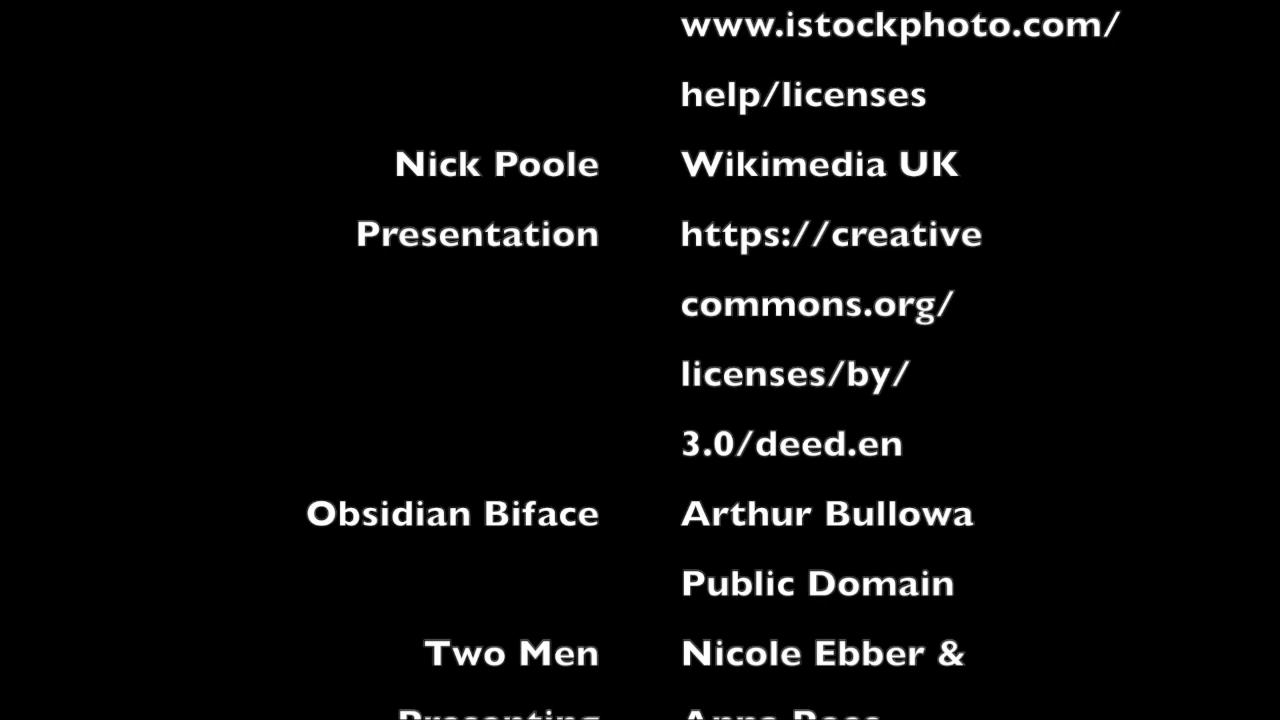 www.istockphoto.com/
help/licenses
Nick Poole Wikimedia UK
Presentation https://creative
commons.org/
licenses/by/
3.0/deed.en
Obsidian Biface Arthur Bullowa
Public Domain
Two Men Nicole Ebber &
Presenting